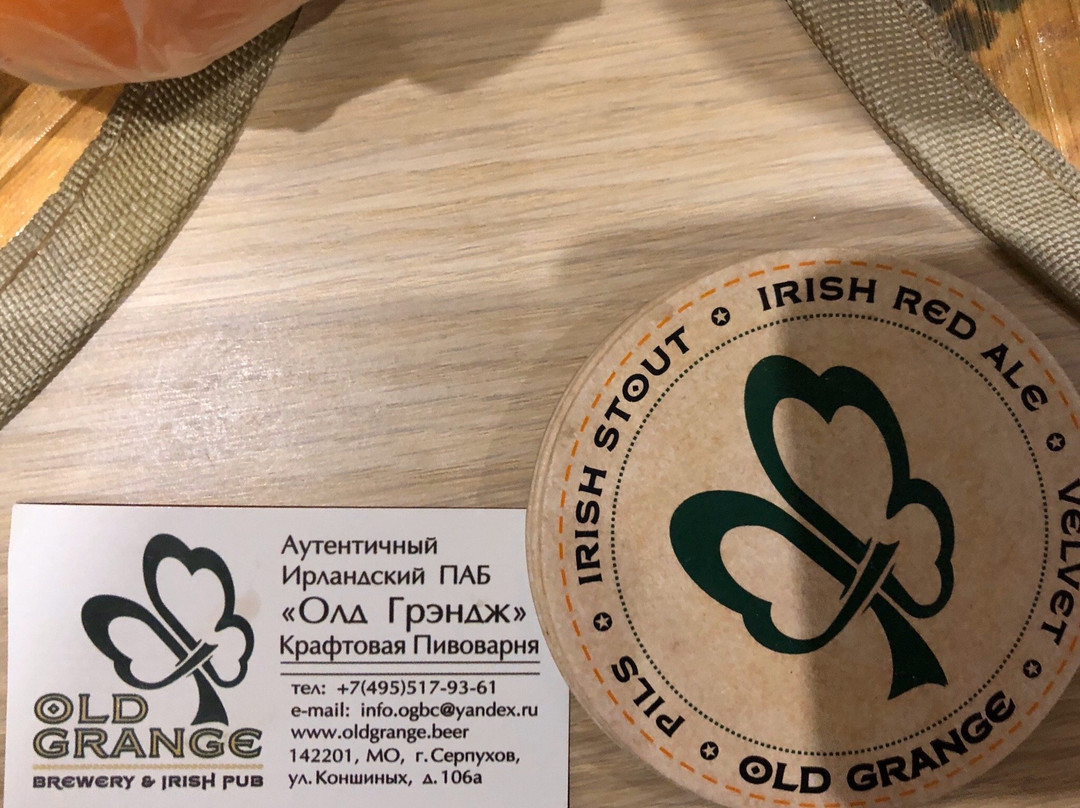 OLD
GRANGE
BREWERY & IRISH PUB
Аутентичный
Ирландский ПАБ
«Олд Грэндж»
Крафтовая Пивоварня
тел: +7(495)517-93-61
e-mail: info.ogbc@yandex.ru
www.oldgrange.beer
142201, МО, г.Серпухов,
ул.Коншиных, д.106а
IRISH STOUT
IRISH RED ALE
VELVET
OLD GRANGE
PILS